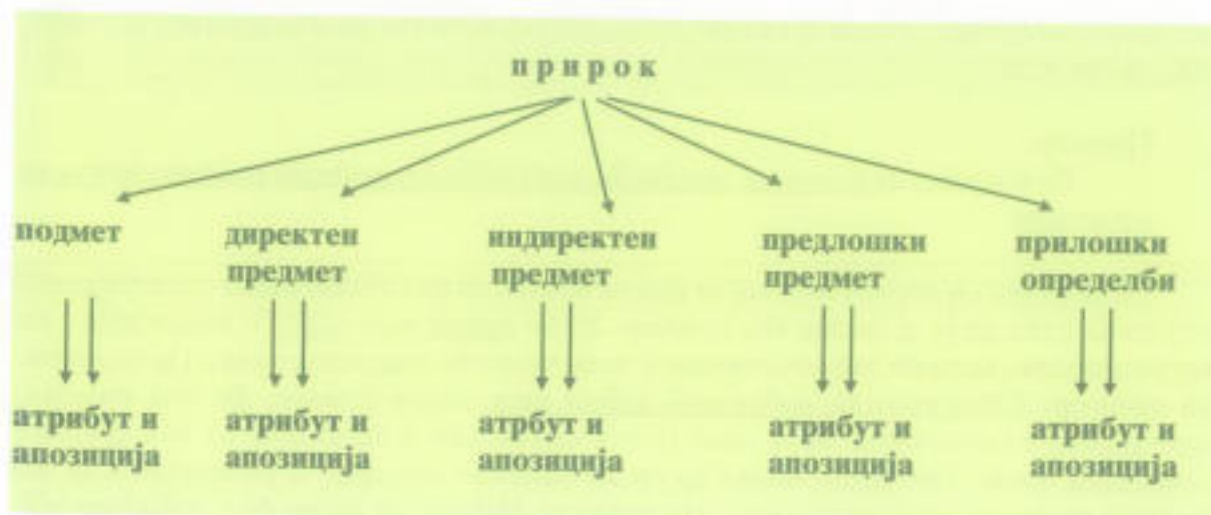 прирок
подмет
директен
предмет
индиректен
предмет
предлошки
предмет
прилошки
определби
атрибут и
апозиција
атрибут и
апозиција
атрбут и
апозиција
атрибут и
апозиција
атрибут и
апозиција